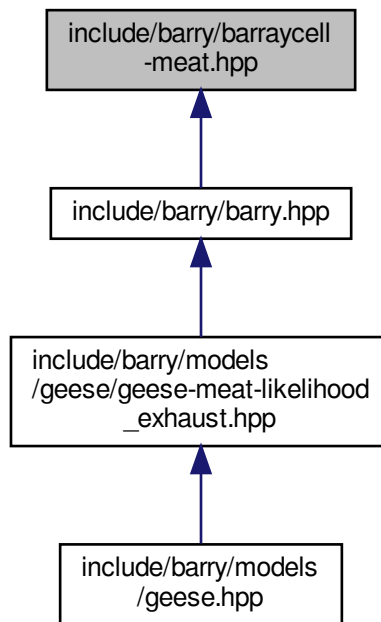 include/barry/barraycell
-meat.hpp
include/barry/barry.hpp
include/barry/models
/geese/geese-meat-likelihood
_exhaust.hpp
include/barry/models
/geese.hpp